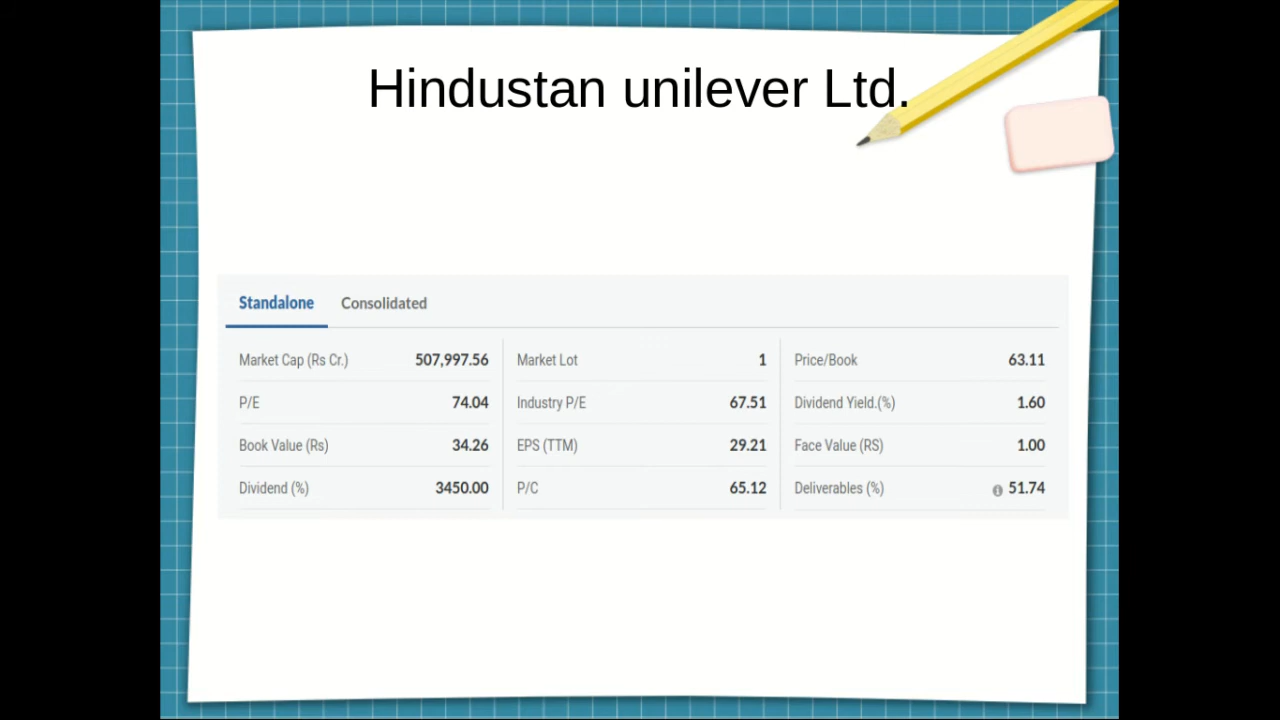 Hindustan unilever Ltd.
Standalone Consolidated
Market Cap (Rs Cr.) 507,997.56 Market Lot 1 Price/Book 63.11
P/E 74.04 Industry P/E 67.51 Dividend Yield.(%) 1.60
Book Value (Rs) 34.26 EPS (TTM) 29.21 Face Value (RS) 1.00
Dividend (%) 3450.00 P/C 65.12 Deliverables (%) 51.74